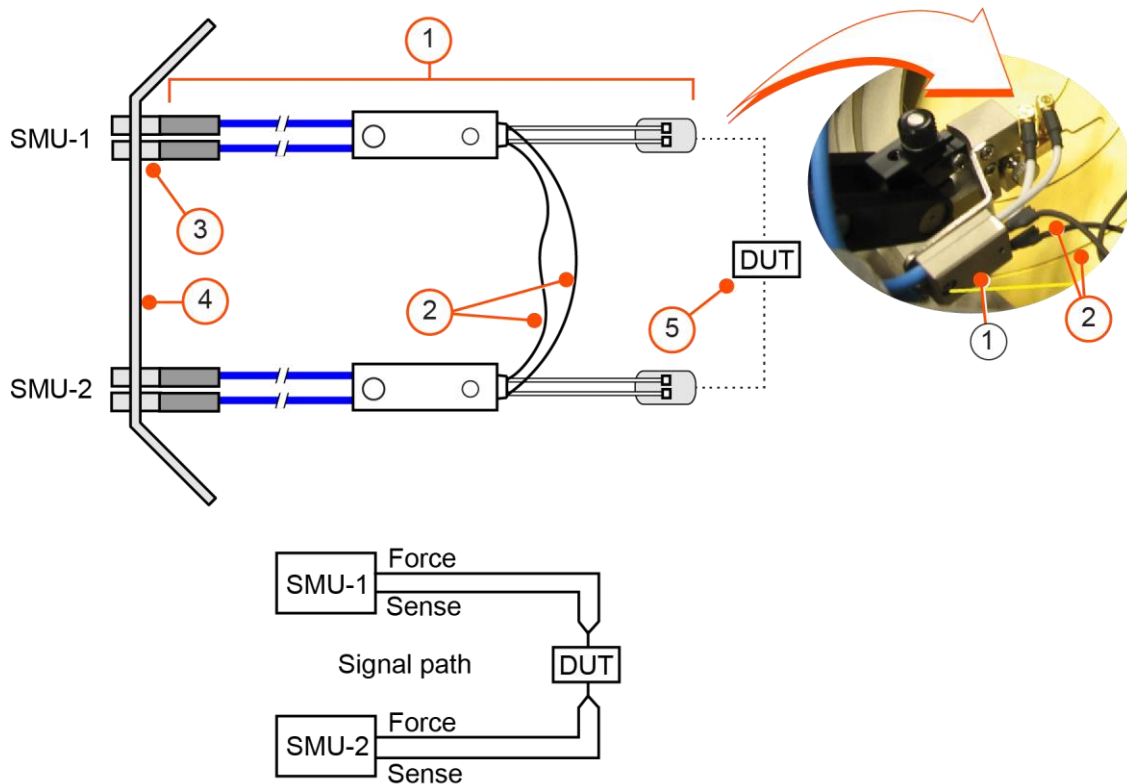 1
SMU-1
3
DUT
4
2
5
1
2
SMU-2
Force
SMU-1
Sense
Signal path
DUT
Force
SMU-2
Sense